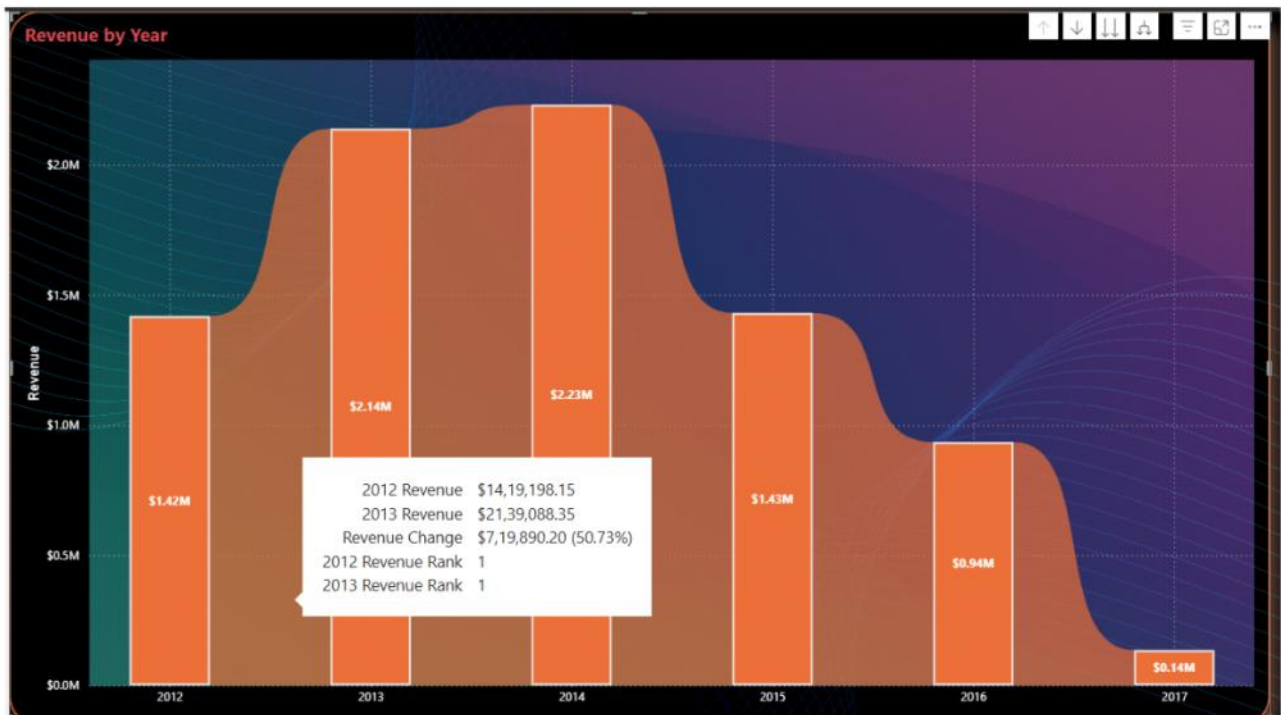 Revenue by Year
$2.0M
$1.5M
$1.0M
$0.5M
$0.0M
Revenue
$1.42M
$2.14M
$2.23M
$1.43M
$0.94M
$0.14M
2012 Revenue $14,19,198.15
2013 Revenue $21,39,088.35
Revenue Change $7,19,890.20 (50.73%)
2012 Revenue Rank 1
2013 Revenue Rank 1
2012 2013 2014 2015 2016 2017